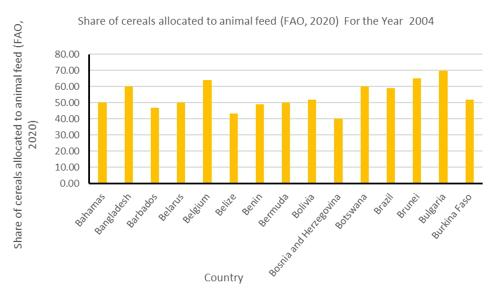 Share of cereals allocated to animal feed (FAO, 2020)  For the Year  2004
Share of cereals allocated to animal feed (FAO,
2020)
80.00
70.00
60.00
50.00
40.00
30.00
20.00
10.00
0.00
Bahamas
Bangladesh
Barbados
Belarus
Belgium
Belize
Benin
Bermuda
Bolivia
Bosnia and Herzegovina
Botswana
Brazil
Brunei
Bulgaria
Burkina Faso
Country